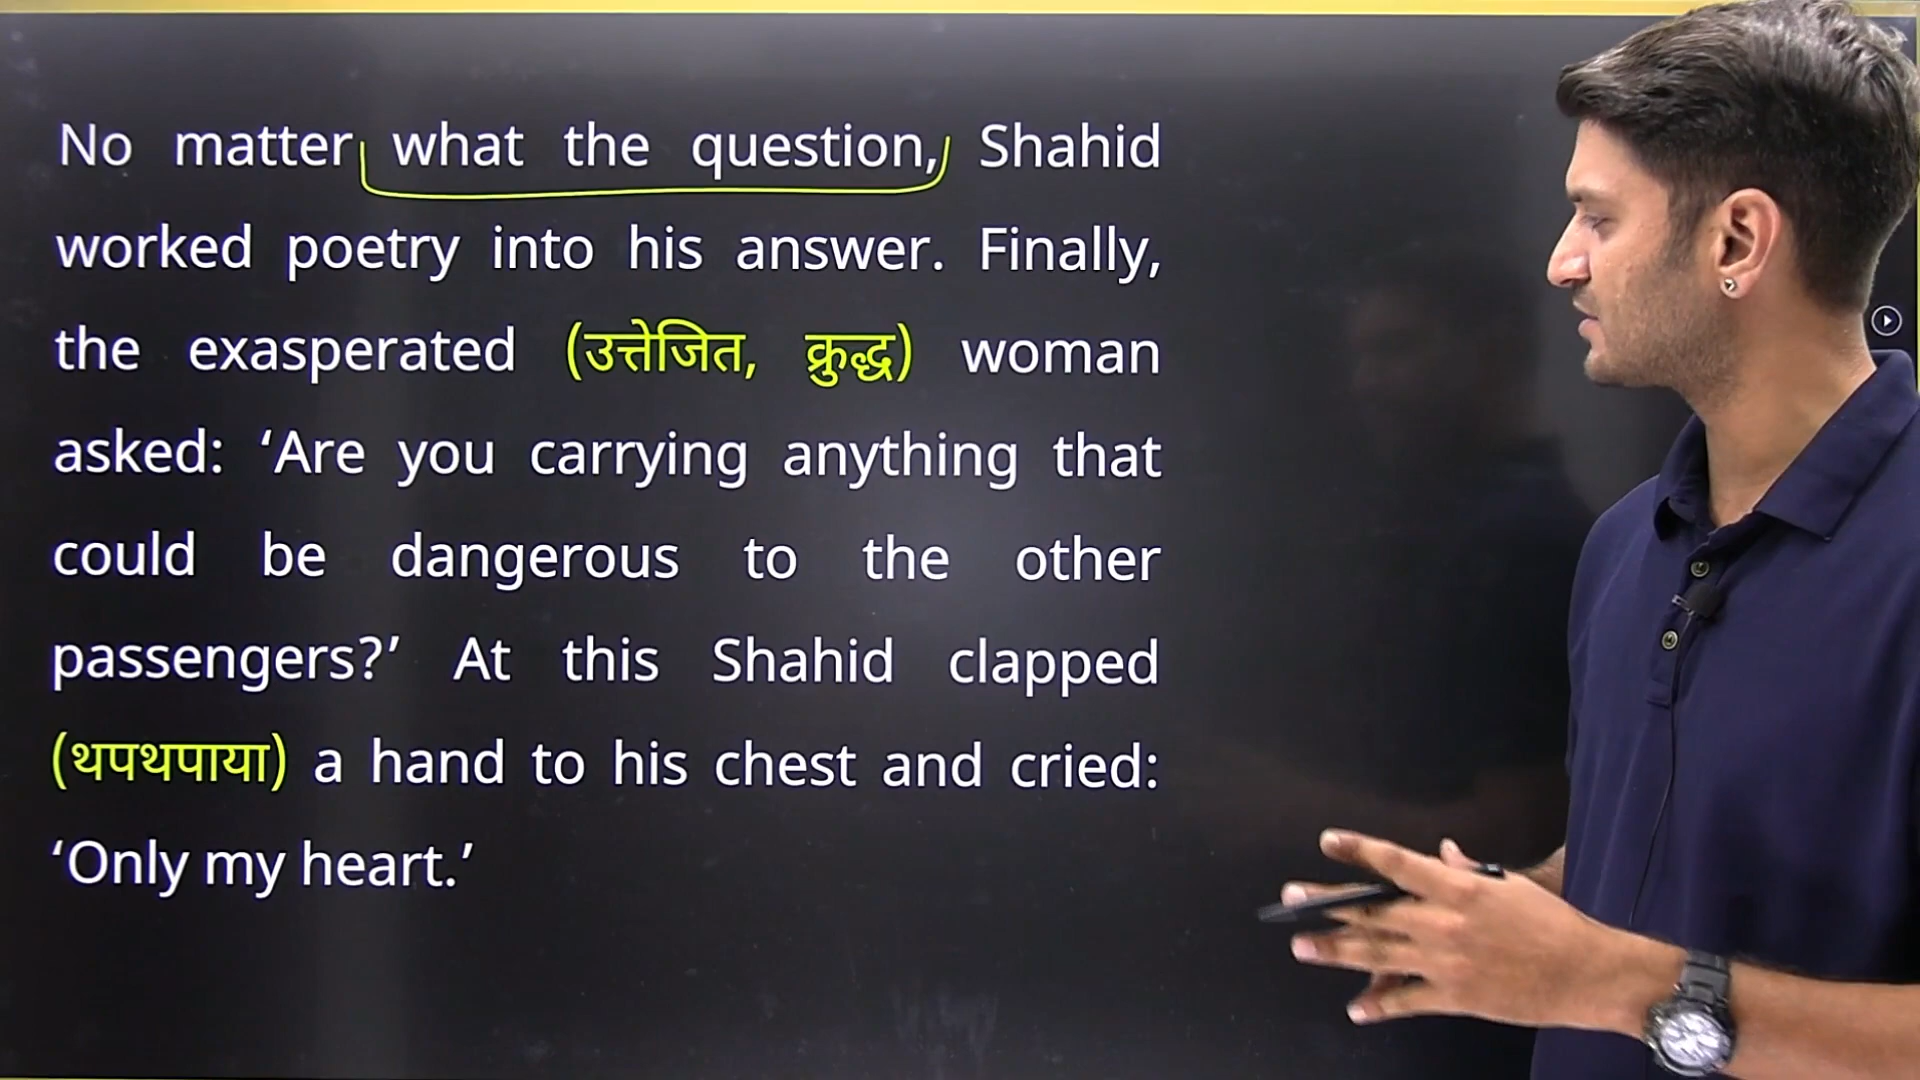 No matter what the question, Shahid
worked poetry into his answer. Finally,
the exasperated (उत्तेजित, क्रुद्ध) woman
asked: ‘Are you carrying anything that
could be dangerous to the other
passengers?’ At this Shahid clapped
(थपथपाया) a hand to his chest and cried:
‘Only my heart.’